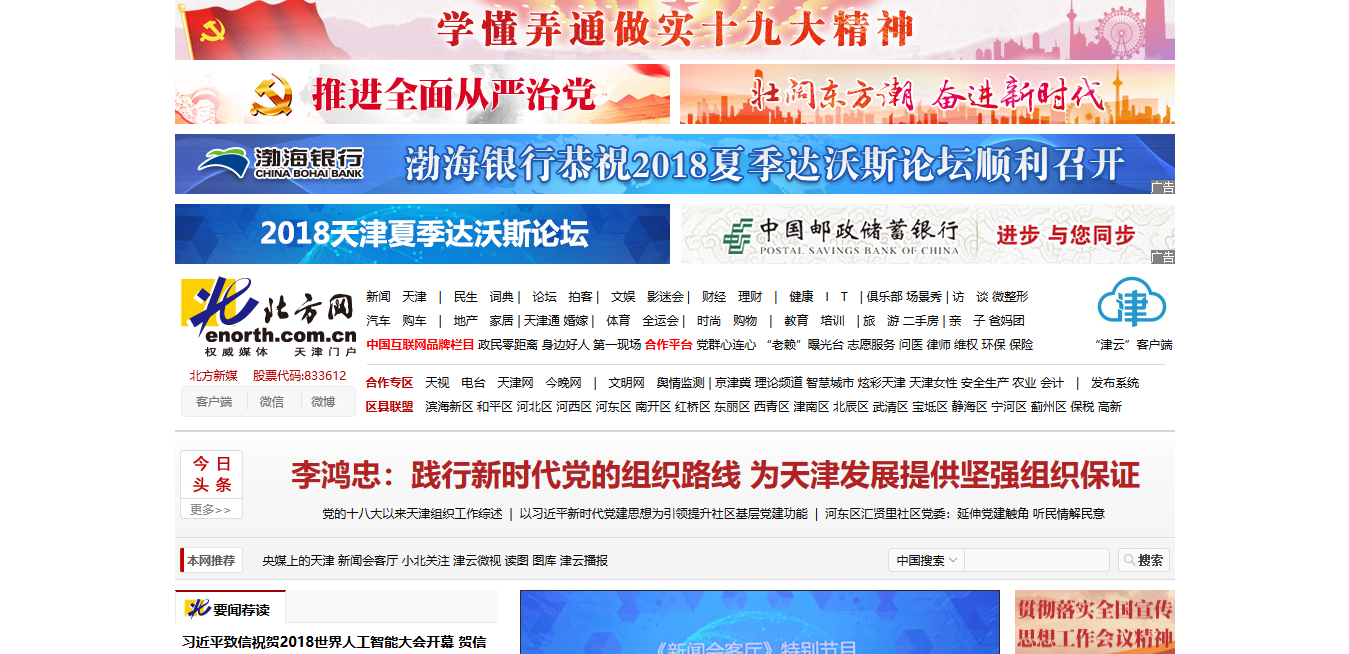 学懂弄通做实十九大精神
推进全面从严治党
壮阔东方潮 奋进新时代
渤海银行 CHINA BOHAI BANK 渤海银行恭祝2018夏季达沃斯论坛顺利召开
广告
2018天津夏季达沃斯论坛
中国邮政储蓄银行 POSTAL SAVINGS BANK OF CHINA 进步 与您同步
广告
北方网
enorth.com.cn
权威媒体 天津门户
北方新媒 股票代码:833612
客户端 微信 微博
新闻 天津 | 民生 词典 | 论坛 拍客 | 文娱 影迷会 | 财经 理财 | 健康 I T | 俱乐部 场景秀 | 访 谈 微整形
汽车 购车 | 地产 家居 | 天津通 婚嫁 | 体育 全运会 | 时尚 购物 | 教育 培训 | 旅 游 二手房 | 亲 子 爸妈团
中国互联网品牌栏目 政民零距离 身边好人 第一现场 合作平台 党群心连心 “老赖”曝光台 志愿服务 问医 律师 维权 环保 保险
津
“津云”客户端
合作专区 天视 电台 天津网 今晚网 | 文明网 舆情监测 | 京津冀 理论频道 智慧城市 炫彩天津 天津女性 安全生产 农业 会计 | 发布系统
区县联盟 滨海新区 和平区 河北区 河西区 河东区 南开区 红桥区 东丽区 西青区 津南区 北辰区 武清区 宝坻区 静海区 宁河区 蓟州区 保税 高新
今日
头条
更多>>
李鸿忠：践行新时代党的组织路线 为天津发展提供坚强组织保证
党的十八大以来天津组织工作综述 | 以习近平新时代党建思想为引领提升社区基层党建功能 | 河东区汇贤里社区党委：延伸党建触角 听民情解民意
本网推荐 央媒上的天津 新闻会客厅 小北关注 津云微视 读图 图库 津云播报
中国搜索 搜索
北 要闻荐读
习近平致信祝贺2018世界人工智能大会开幕 贺信
《新闻会客厅》特别节目
贯彻落实全国宣传
思想工作会议精神